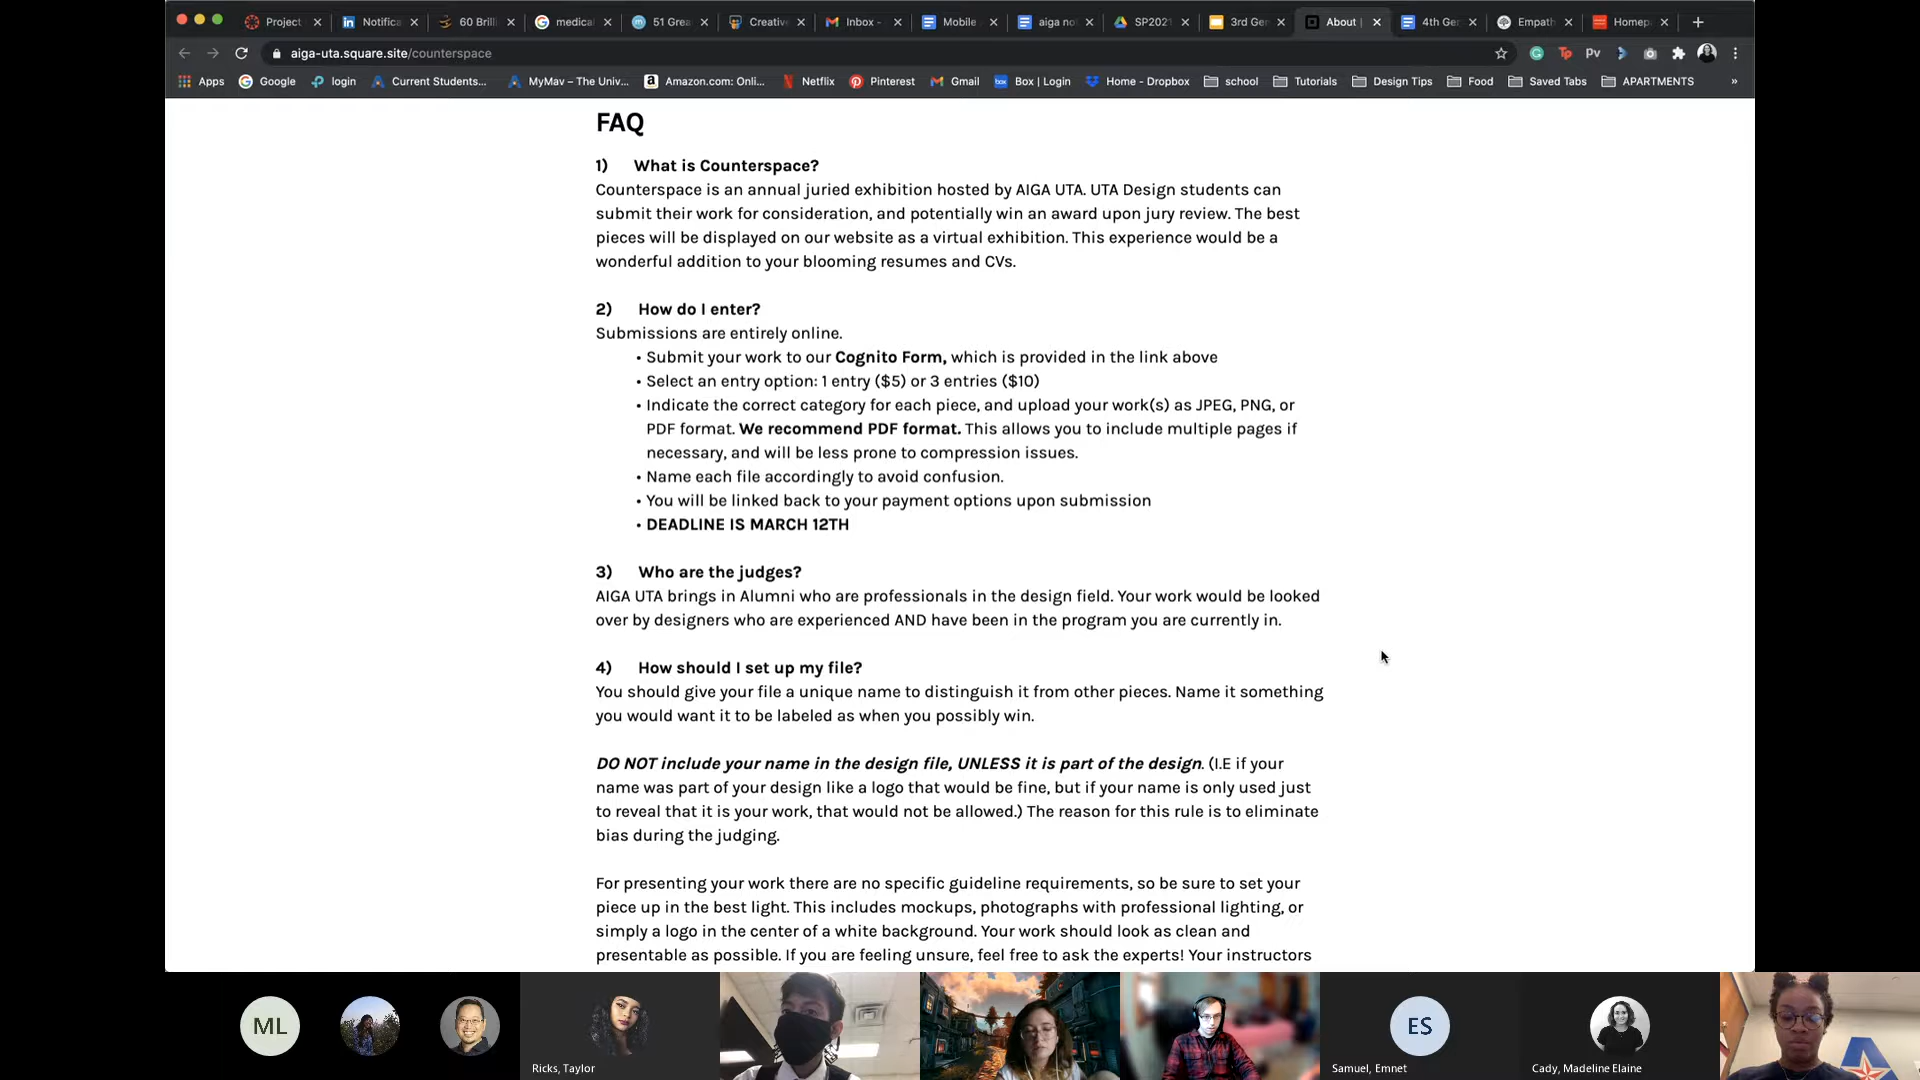 Project
Notifica
60 Brilli
medical
51 Grea
Creative
Inbox -
Mobile
aiga no
SP2021
3rd Gen
About |
4th Gen
Empath
Homep
aiga-uta.square.site/counterspace
Apps
Google
login
Current Students...
MyMav – The Univ...
Amazon.com: Onli...
Netflix
Pinterest
Gmail
Box | Login
Home - Dropbox
school
Tutorials
Design Tips
Food
Saved Tabs
APARTMENTS
FAQ
1) What is Counterspace?
Counterspace is an annual juried exhibition hosted by AIGA UTA. UTA Design students can
submit their work for consideration, and potentially win an award upon jury review. The best
pieces will be displayed on our website as a virtual exhibition. This experience would be a
wonderful addition to your blooming resumes and CVs.
2) How do I enter?
Submissions are entirely online.
• Submit your work to our Cognito Form, which is provided in the link above
• Select an entry option: 1 entry ($5) or 3 entries ($10)
• Indicate the correct category for each piece, and upload your work(s) as JPEG, PNG, or
PDF format. We recommend PDF format. This allows you to include multiple pages if
necessary, and will be less prone to compression issues.
• Name each file accordingly to avoid confusion.
• You will be linked back to your payment options upon submission
• DEADLINE IS MARCH 12TH
3) Who are the judges?
AIGA UTA brings in Alumni who are professionals in the design field. Your work would be looked
over by designers who are experienced AND have been in the program you are currently in.
4) How should I set up my file?
You should give your file a unique name to distinguish it from other pieces. Name it something
you would want it to be labeled as when you possibly win.
DO NOT include your name in the design file, UNLESS it is part of the design. (I.E if your
name was part of your design like a logo that would be fine, but if your name is only used just
to reveal that it is your work, that would not be allowed.) The reason for this rule is to eliminate
bias during the judging.
For presenting your work there are no specific guideline requirements, so be sure to set your
piece up in the best light. This includes mockups, photographs with professional lighting, or
simply a logo in the center of a white background. Your work should look as clean and
presentable as possible. If you are feeling unsure, feel free to ask the experts! Your instructors
ML
ES
Ricks, Taylor
Samuel, Emnet
Cady, Madeline Elaine